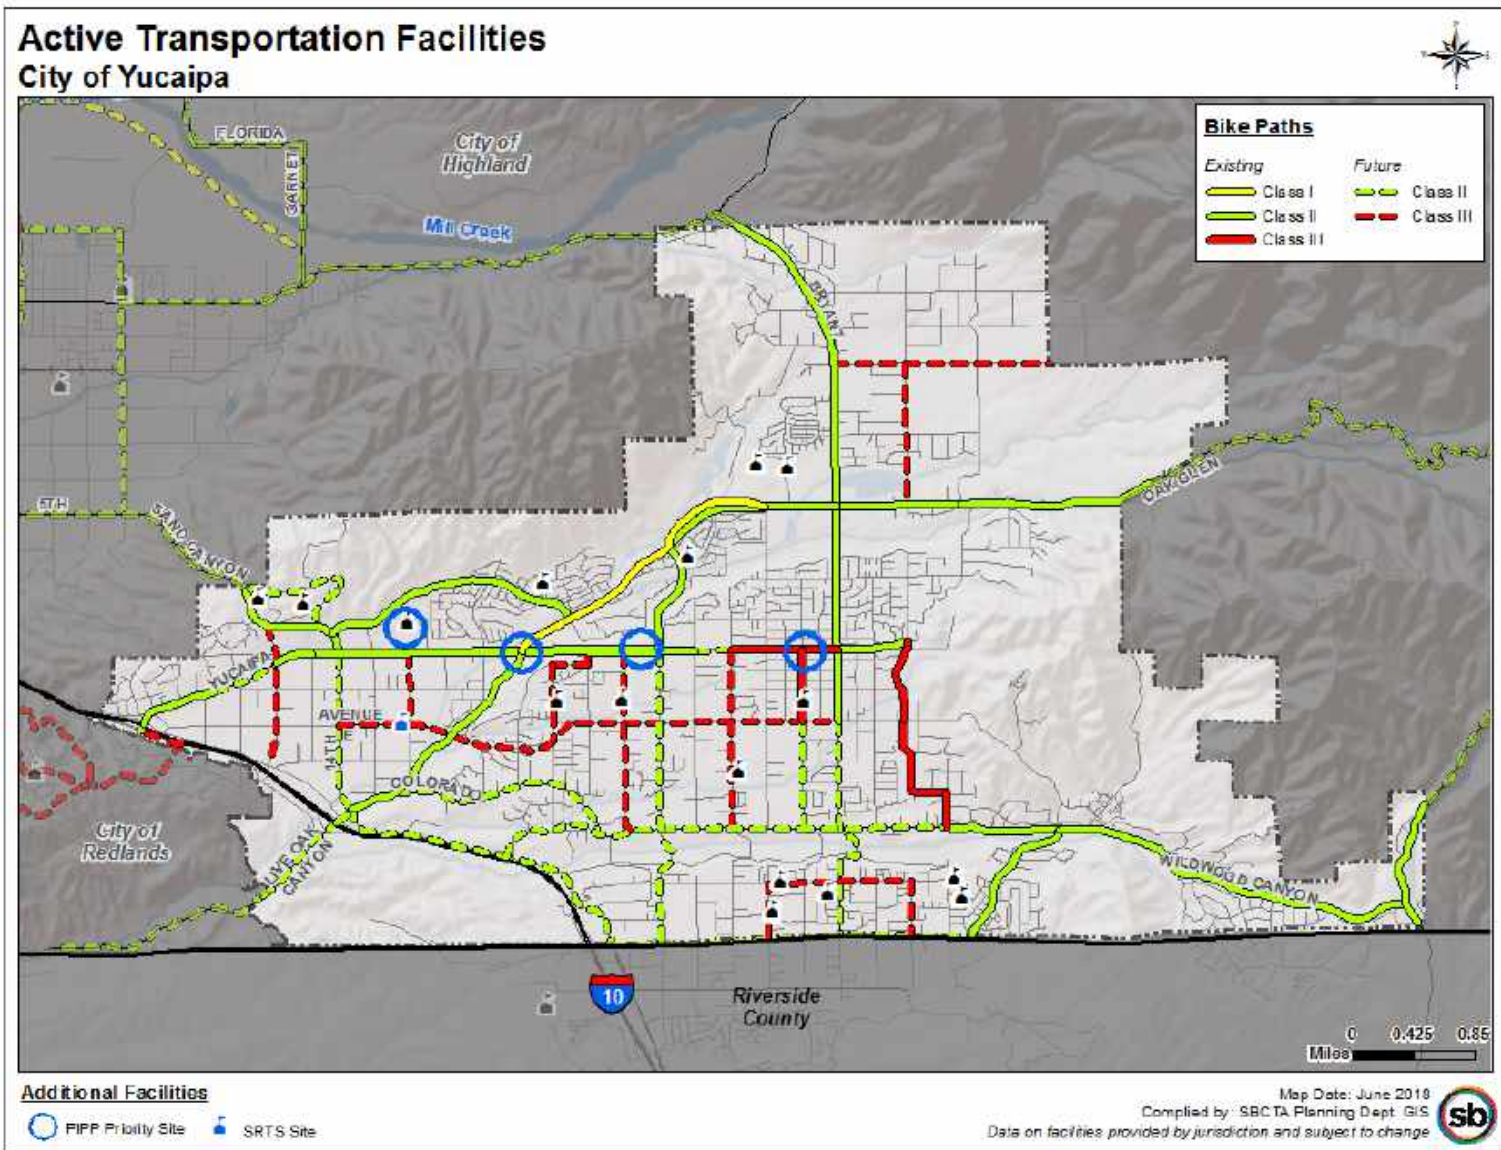 Active Transportation Facilities
City of Yucaipa
Bike Paths
Existing
Future
Class I
Class II
Class II
Class III
Class III
FLORIDA
GARNET
City of
Highland
Mill Creek
BRYANT
5TH
SAND CANYON
OAK GLEN
YUCAIPA
AVENUE
E
14TH
COLORADO
City of
Redlands
LIVE OAK
CANYON
WILDWOOD CANYON
10
Riverside
County
0 0.425 0.85
Miles
Additional Facilities
PIPP Priority Site
SRTS Site
Map Date: June 2018
Complied by: SBCTA Planning Dept. GIS
Data on facilities provided by jurisdiction and subject to change
sb